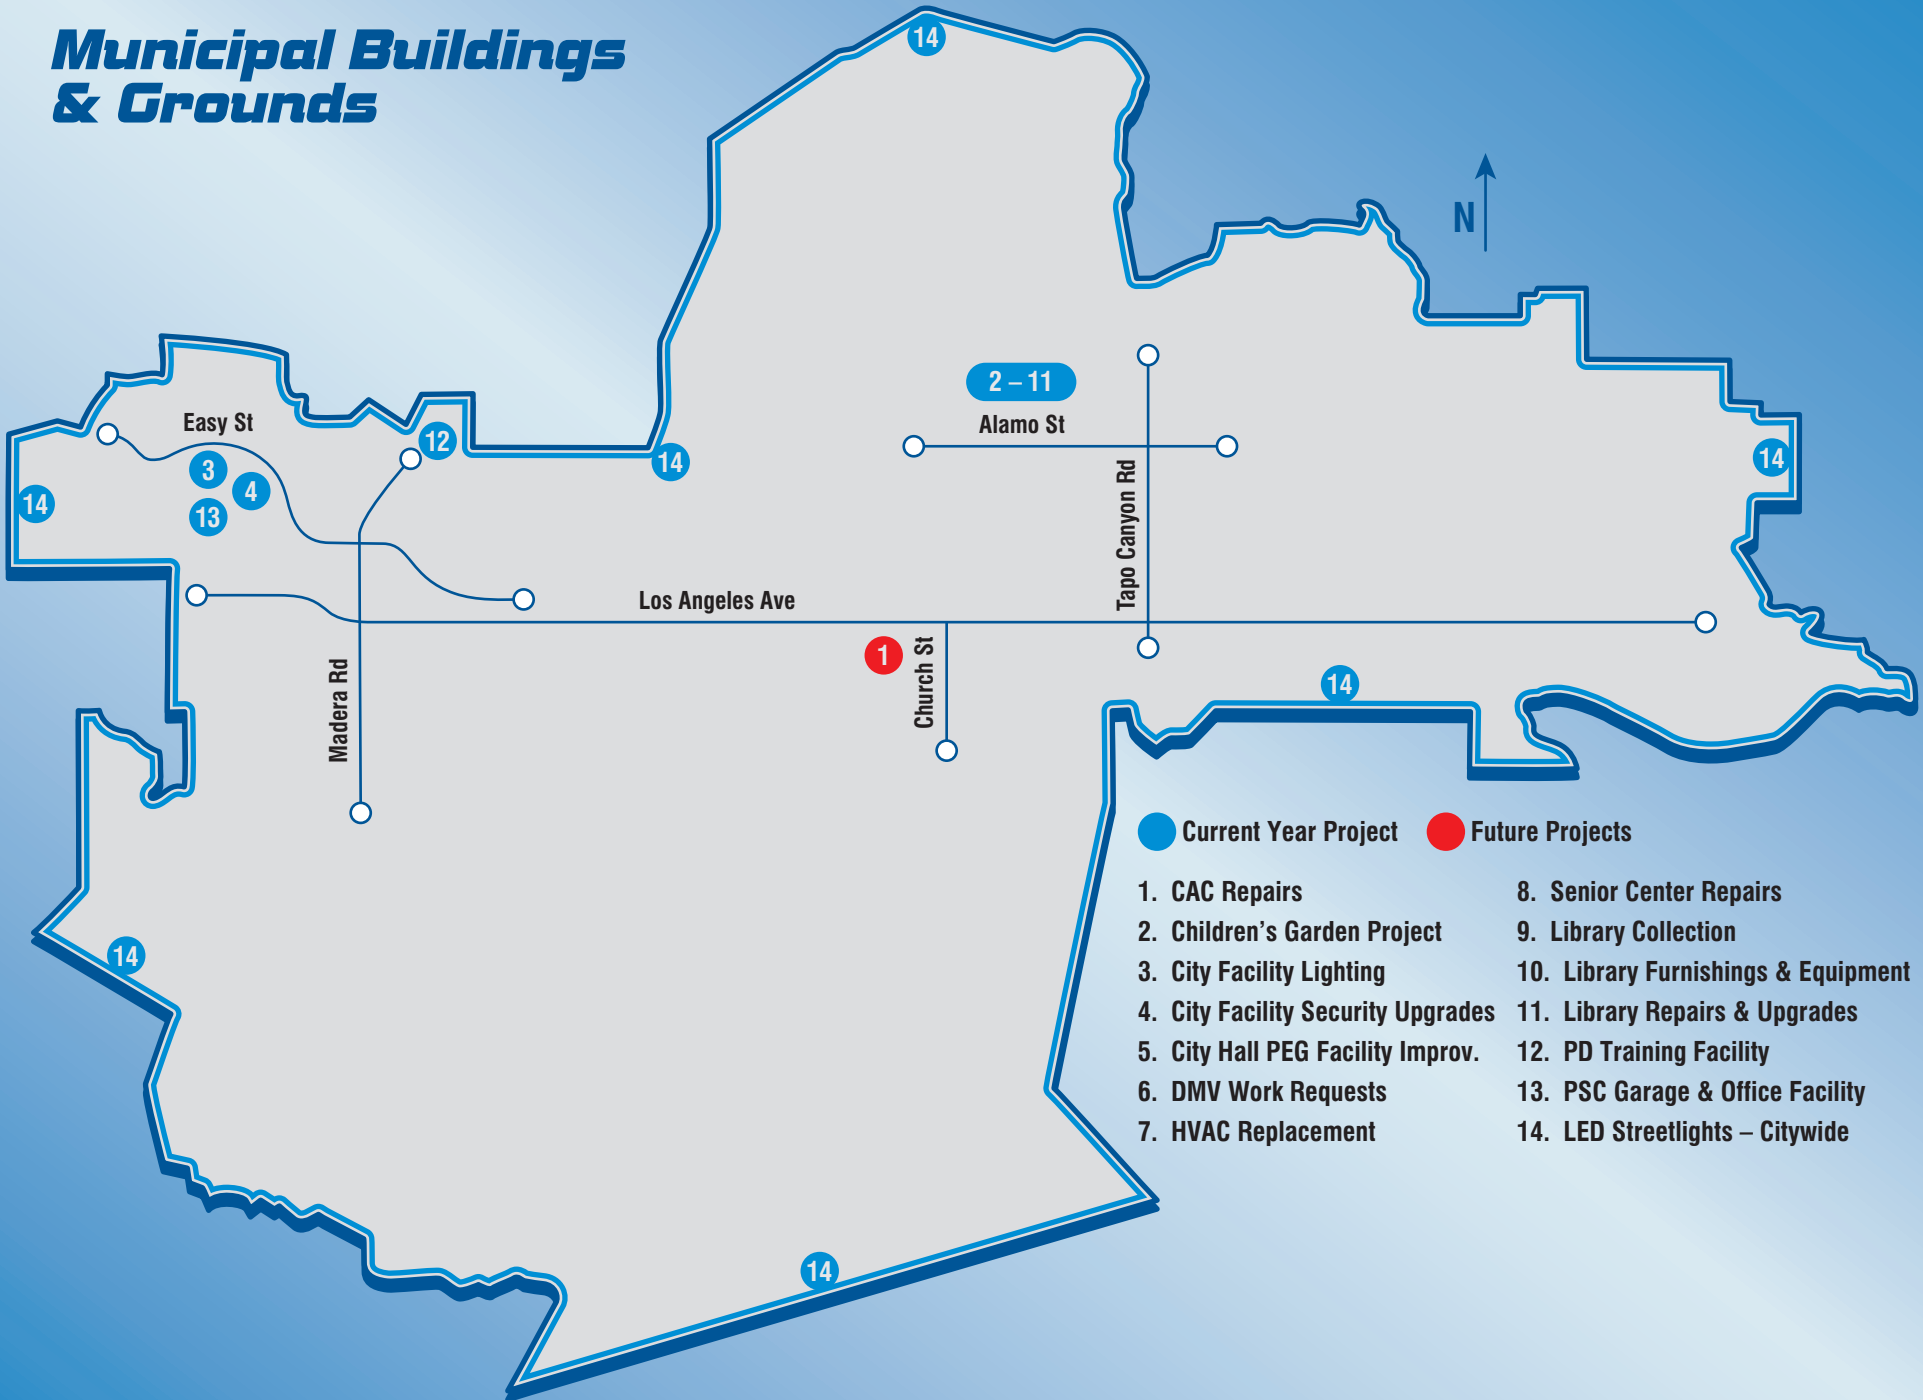 Municipal Buildings
& Grounds
14
N
2 – 11
Alamo St
Easy St
12
3
4
13
14
14
14
Tapo Canyon Rd
Los Angeles Ave
1
Church St
Madera Rd
14
14
14
Current Year Project
Future Projects
1. CAC Repairs
2. Children's Garden Project
3. City Facility Lighting
4. City Facility Security Upgrades
5. City Hall PEG Facility Improv.
6. DMV Work Requests
7. HVAC Replacement
8. Senior Center Repairs
9. Library Collection
10. Library Furnishings & Equipment
11. Library Repairs & Upgrades
12. PD Training Facility
13. PSC Garage & Office Facility
14. LED Streetlights – Citywide